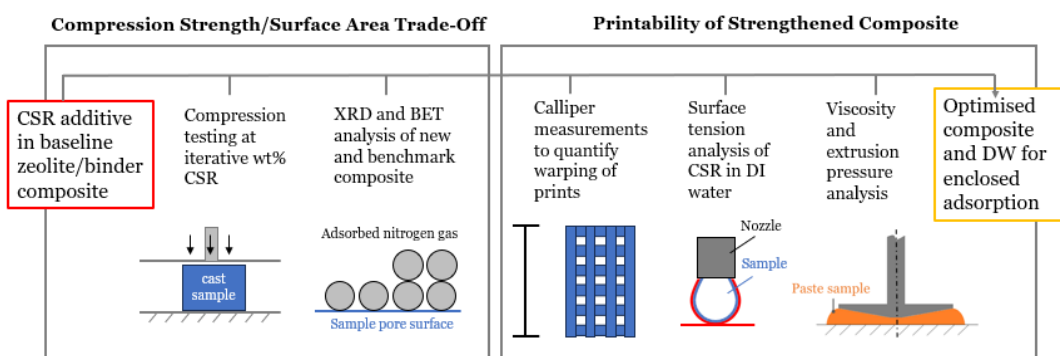 Compression Strength/Surface Area Trade-Off
Printability of Strengthened Composite
CSR additive
in baseline
zeolite/binder
composite
Compression
testing at
iterative wt%
CSR
XRD and BET
analysis of new
and benchmark
composite
Calliper
measurements
to quantify
warping of
prints
Surface
tension
analysis of
CSR in DI
water
Viscosity and
extrusion
pressure
analysis
Optimised
composite
and DW for
enclosed
adsorption
cast
sample
Adsorbed nitrogen gas
Sample pore surface
Nozzle
Sample
Paste sample